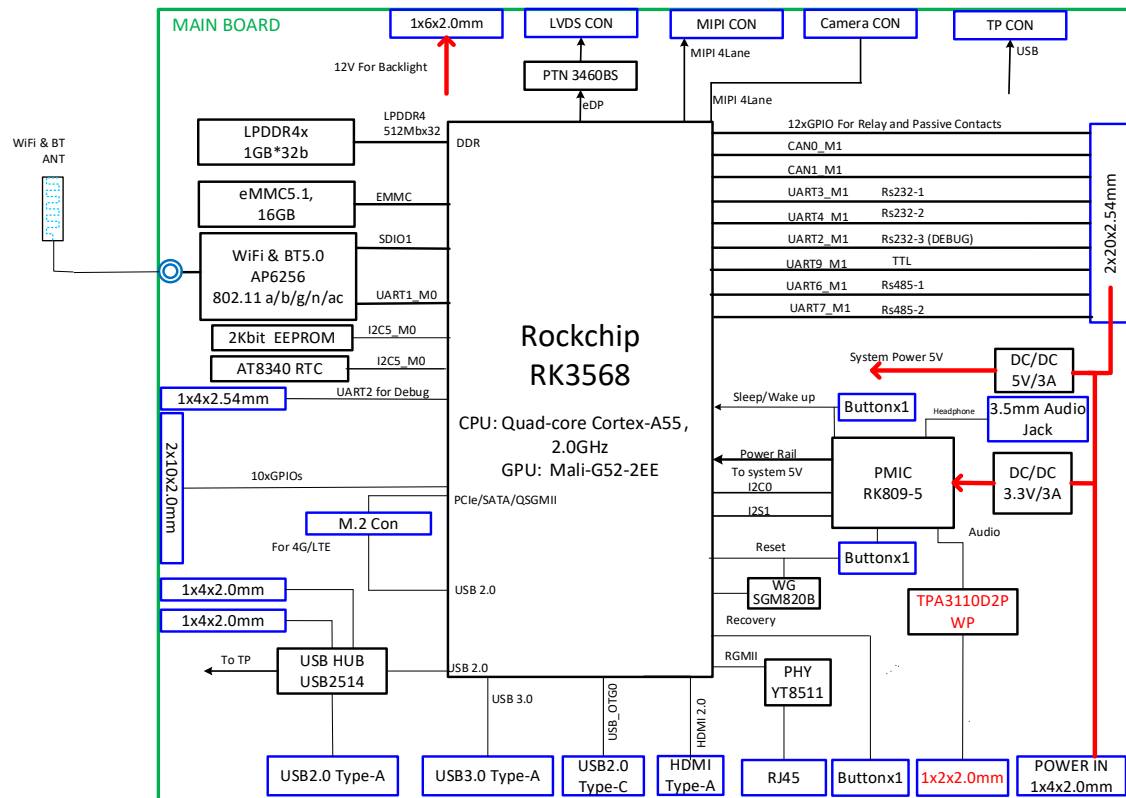 MAIN BOARD
1x6x2.0mm
LVDS CON
MIPI CON
Camera CON
TP CON
12V For Backlight
PTN 3460BS
MIPI 4Lane
USB
eDP
MIPI 4Lane
WiFi & BT
ANT
LPDDR4x
1GB*32b
LPDDR4
512Mbx32
DDR
eMMC5.1,
16GB
EMMC
WiFi & BT5.0
AP6256
802.11 a/b/g/n/ac
SDIO1
UART1_M0
2Kbit EEPROM
I2C5_M0
AT8340 RTC
I2C5_M0
1x4x2.54mm
UART2 for Debug
2x10x2.0mm
10xGPIOs
PCIe/SATA/QSGMII
M.2 Con
For 4G/LTE
USB 2.0
1x4x2.0mm
1x4x2.0mm
To TP
USB HUB
USB2514
USB 2.0
Rockchip
RK3568
CPU: Quad-core Cortex-A55,
2.0GHz
GPU: Mali-G52-2EE
12xGPIO For Relay and Passive Contacts
CAN0_M1
CAN1_M1
UART3_M1 Rs232-1
UART4_M1 Rs232-2
UART2_M1 Rs232-3 (DEBUG)
UART9_M1 TTL
UART6_M1 Rs485-1
UART7_M1 Rs485-2
2x20x2.54mm
System Power 5V
DC/DC
5V/3A
Sleep/Wake up
Buttonx1
Headphone
3.5mm Audio
Jack
Power Rail
To system 5V
I2C0
I2S1
PMIC
RK809-5
DC/DC
3.3V/3A
Audio
Reset
Buttonx1
WG
SGM820B
TPA3110D2P
WP
Recovery
RGMII
PHY
YT8511
USB 3.0
USB_OTG0
HDMI 2.0
USB2.0 Type-A
USB3.0 Type-A
USB2.0
Type-C
HDMI
Type-A
RJ45
Buttonx1
1x2x2.0mm
POWER IN
1x4x2.0mm